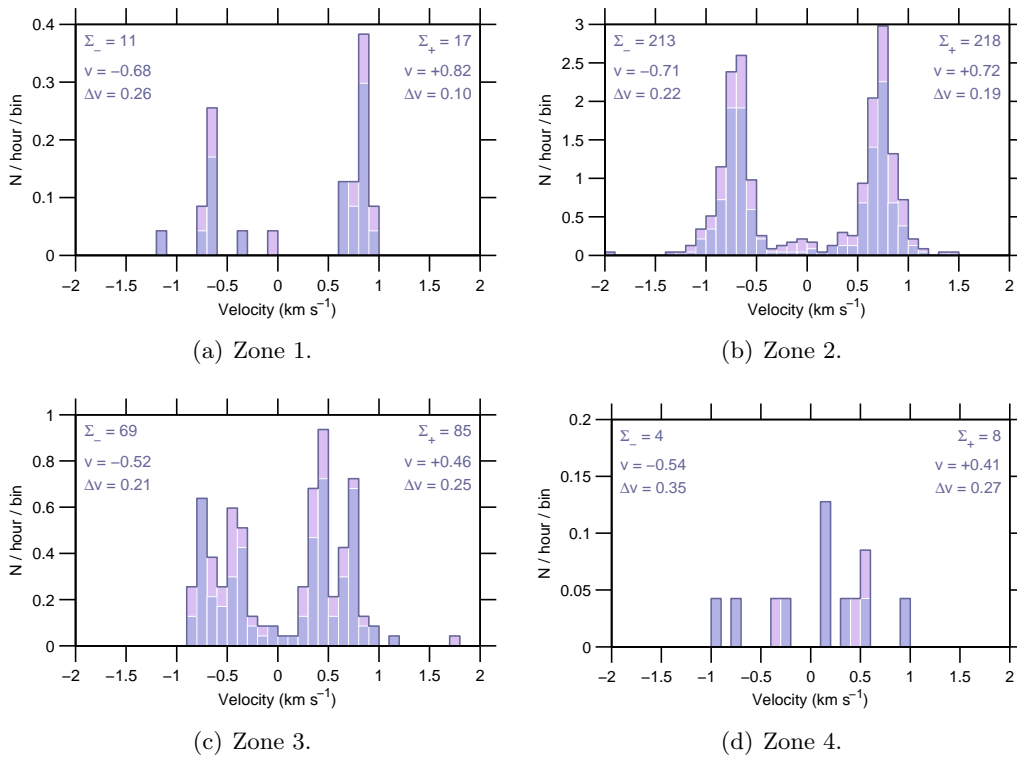 0.4
0.3
0.2
0.1
0
N / hour / bin
Σ− = 11
v = −0.68
Δv = 0.26
Σ+ = 17
v = +0.82
Δv = 0.10
−2 −1.5 −1 −0.5 0 0.5 1 1.5 2
Velocity (km s−1)
(a) Zone 1.
3
2.5
2
1.5
1
0.5
0
N / hour / bin
Σ− = 213
v = −0.71
Δv = 0.22
Σ+ = 218
v = +0.72
Δv = 0.19
−2 −1.5 −1 −0.5 0 0.5 1 1.5 2
Velocity (km s−1)
(b) Zone 2.
1
0.8
0.6
0.4
0.2
0
N / hour / bin
Σ− = 69
v = −0.52
Δv = 0.21
Σ+ = 85
v = +0.46
Δv = 0.25
−2 −1.5 −1 −0.5 0 0.5 1 1.5 2
Velocity (km s−1)
(c) Zone 3.
0.2
0.15
0.1
0.05
0
N / hour / bin
Σ− = 4
v = −0.54
Δv = 0.35
Σ+ = 8
v = +0.41
Δv = 0.27
−2 −1.5 −1 −0.5 0 0.5 1 1.5 2
Velocity (km s−1)
(d) Zone 4.